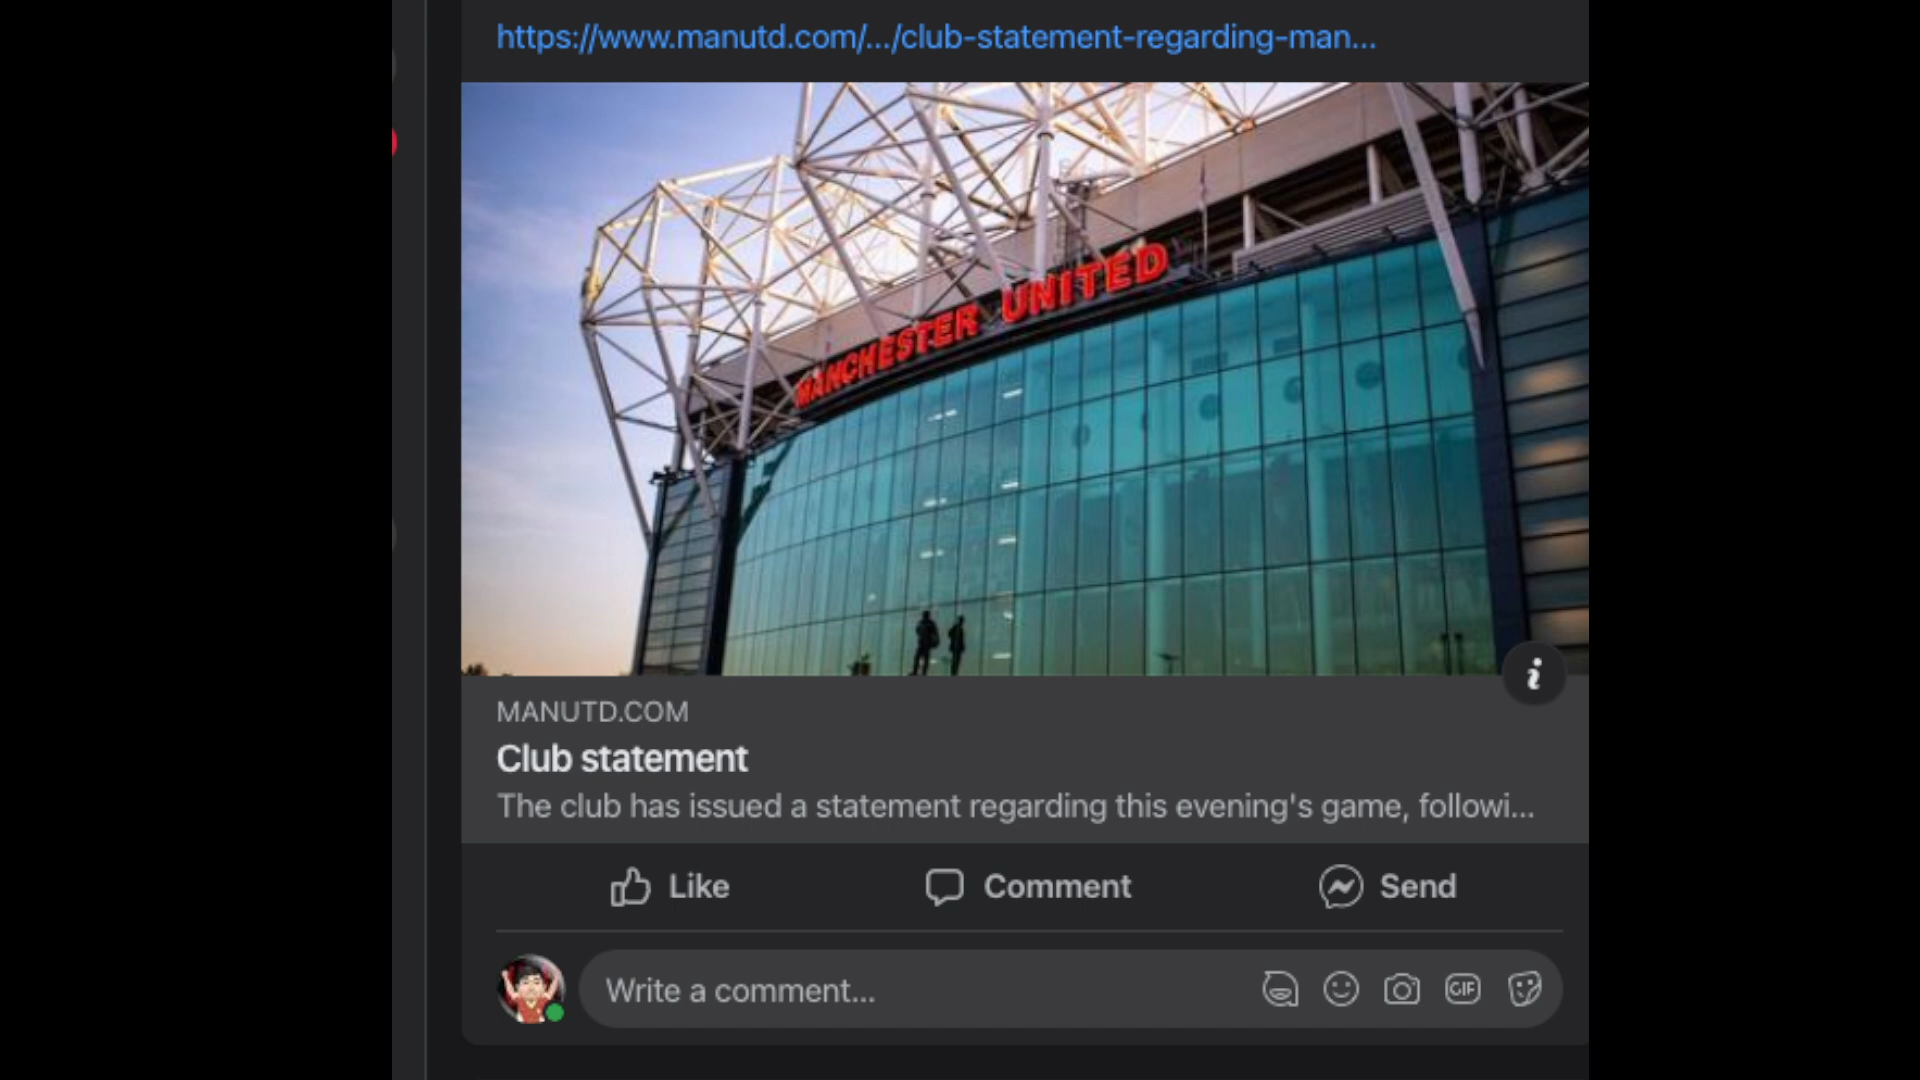 https://www.manutd.com/.../club-statement-regarding-man...
MANCHESTER UNITED
i
MANUTD.COM
Club statement
The club has issued a statement regarding this evening's game, followi...
Like
Comment
Send
Write a comment...
GIF